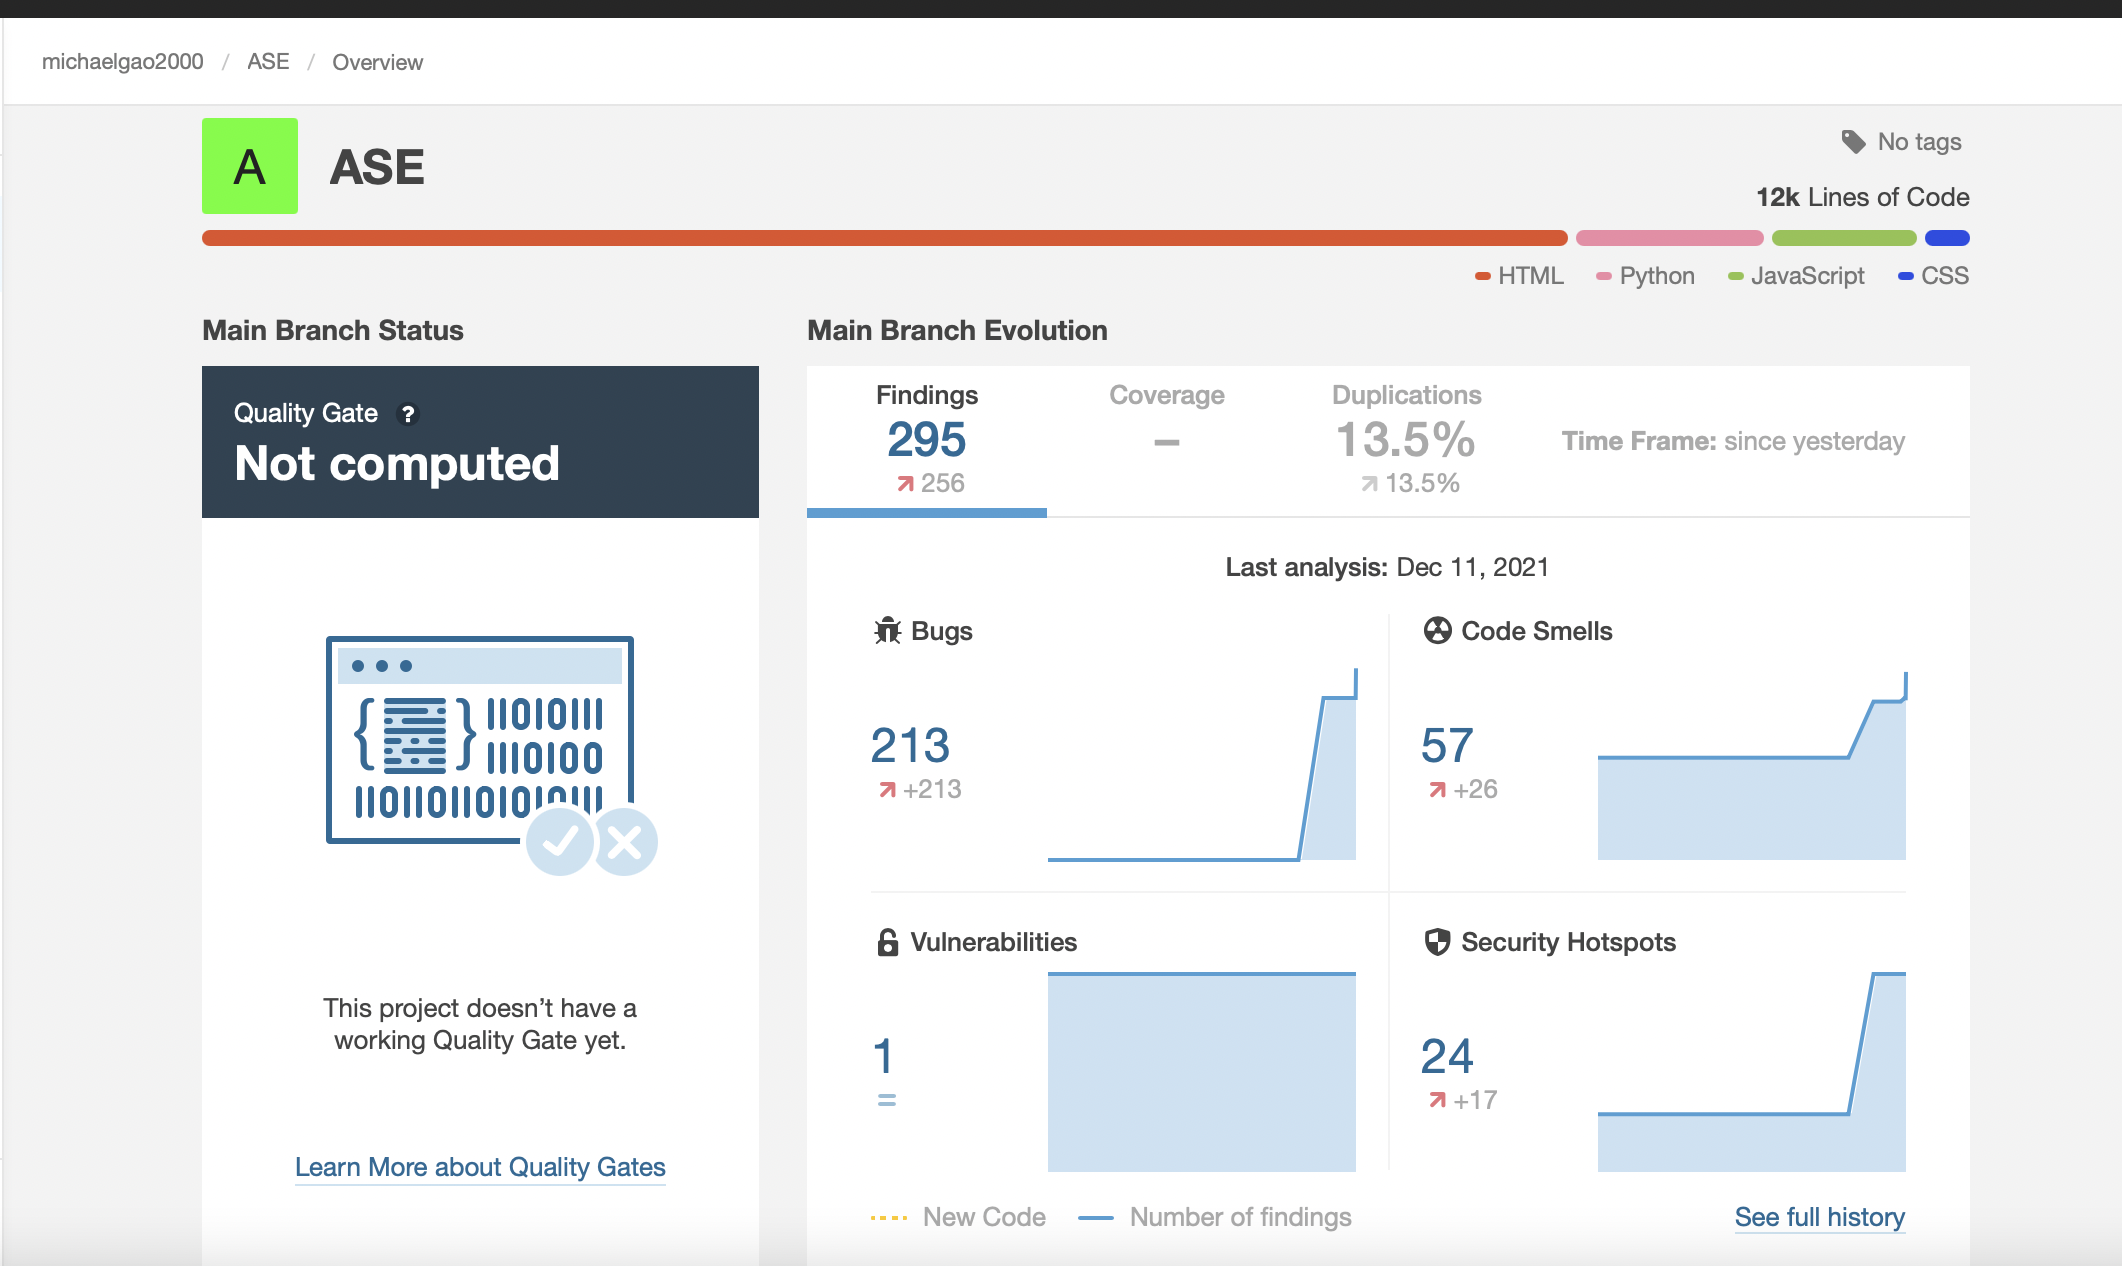 michaelgao2000 / ASE / Overview
A ASE
No tags
12k Lines of Code
HTML Python JavaScript CSS
Main Branch Status
Quality Gate ?
Not computed
{ } 11010111
1110100
11011011010101111
This project doesn’t have a
working Quality Gate yet.
Learn More about Quality Gates
Main Branch Evolution
Findings
295
256
Coverage
–
Duplications
13.5%
13.5%
Time Frame: since yesterday
Last analysis: Dec 11, 2021
Bugs
213
+213
Code Smells
57
+26
Vulnerabilities
1
=
Security Hotspots
24
+17
New Code Number of findings
See full history